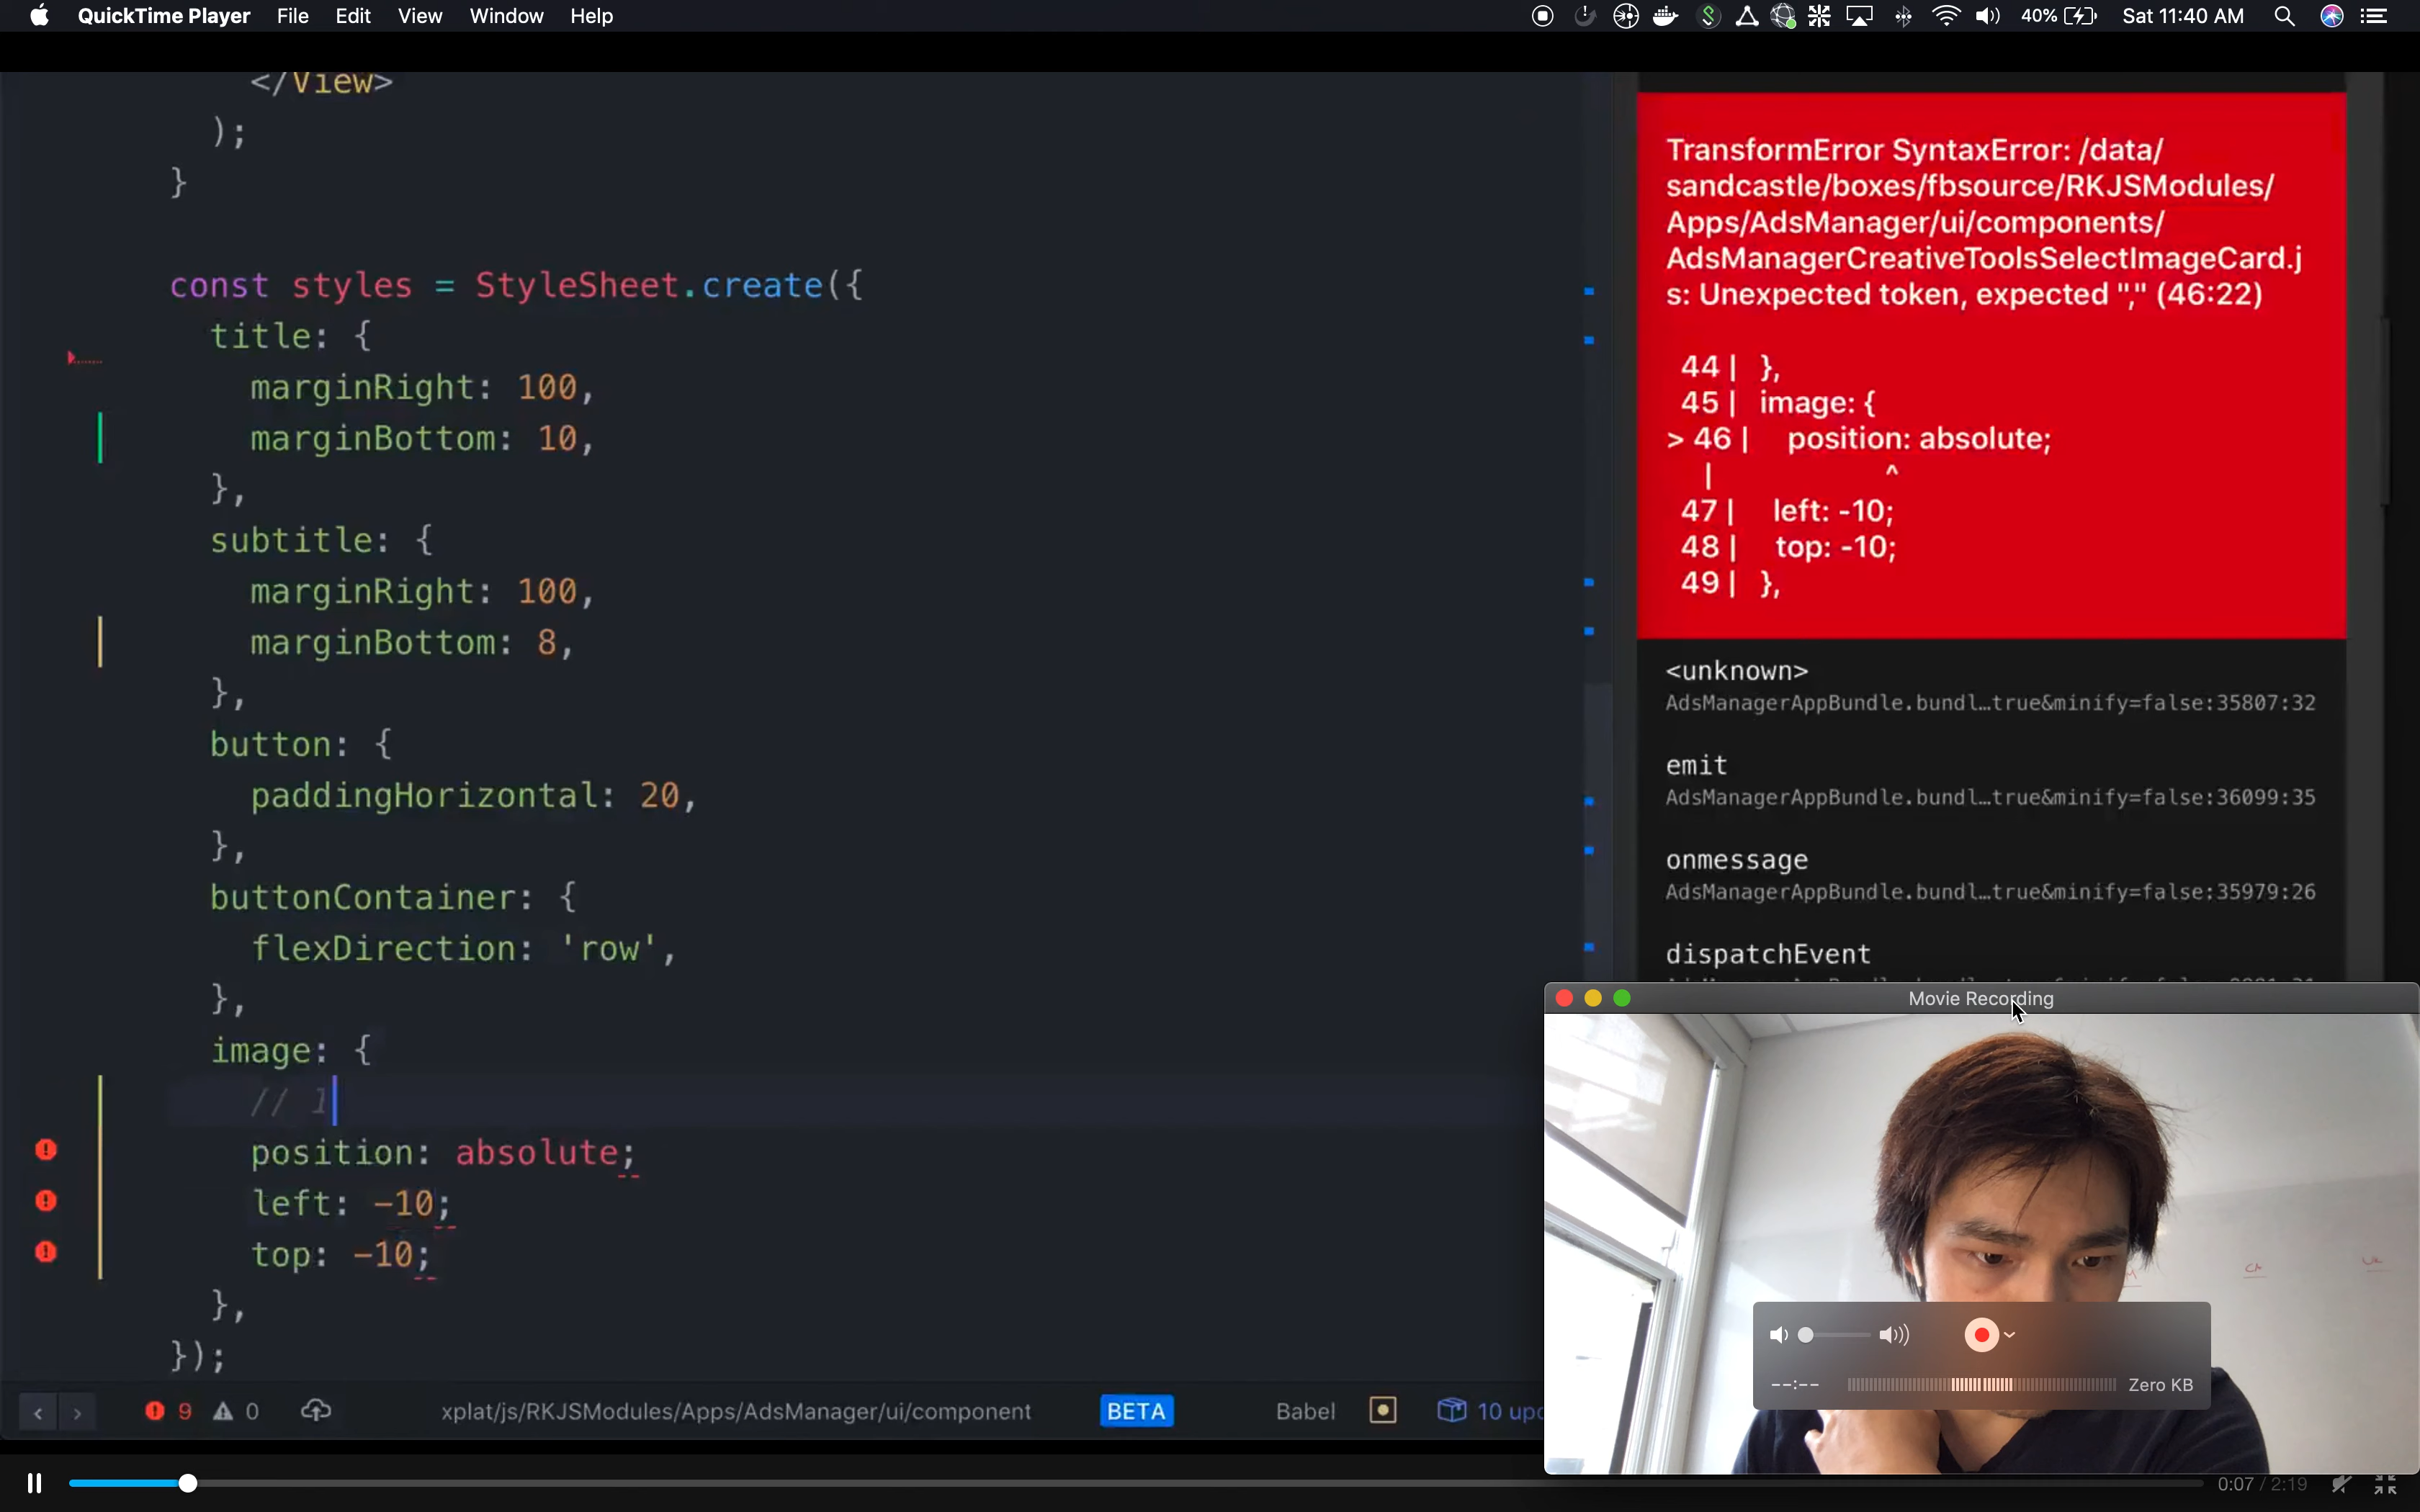 QuickTime Player File Edit View Window Help 40% Sat 11:40 AM
</View>
);
}
const styles = StyleSheet.create({
title: {
marginRight: 100,
marginBottom: 10,
},
subtitle: {
marginRight: 100,
marginBottom: 8,
},
button: {
paddingHorizontal: 20,
},
buttonContainer: {
flexDirection: 'row',
},
image: {
// l
position: absolute;
left: -10;
top: -10;
},
});
9 0 xplat/js/RKJSModules/Apps/AdsManager/ui/component BETA Babel 10
TransformError SyntaxError: /data/
sandcastle/boxes/fbsource/RKJSModules/
Apps/AdsManager/ui/components/
AdsManagerCreativeToolsSelectImageCard.j
s: Unexpected token, expected "," (46:22)
44 | },
45 | image: {
> 46 | position: absolute;
| ^
47 | left: -10;
48 | top: -10;
49 | },
<unknown>
AdsManagerAppBundle.bundl…true&minify=false:35807:32
emit
AdsManagerAppBundle.bundl…true&minify=false:36099:35
onmessage
AdsManagerAppBundle.bundl…true&minify=false:35979:26
dispatchEvent
Movie Recording
--:-- Zero KB
0:07 / 2:19